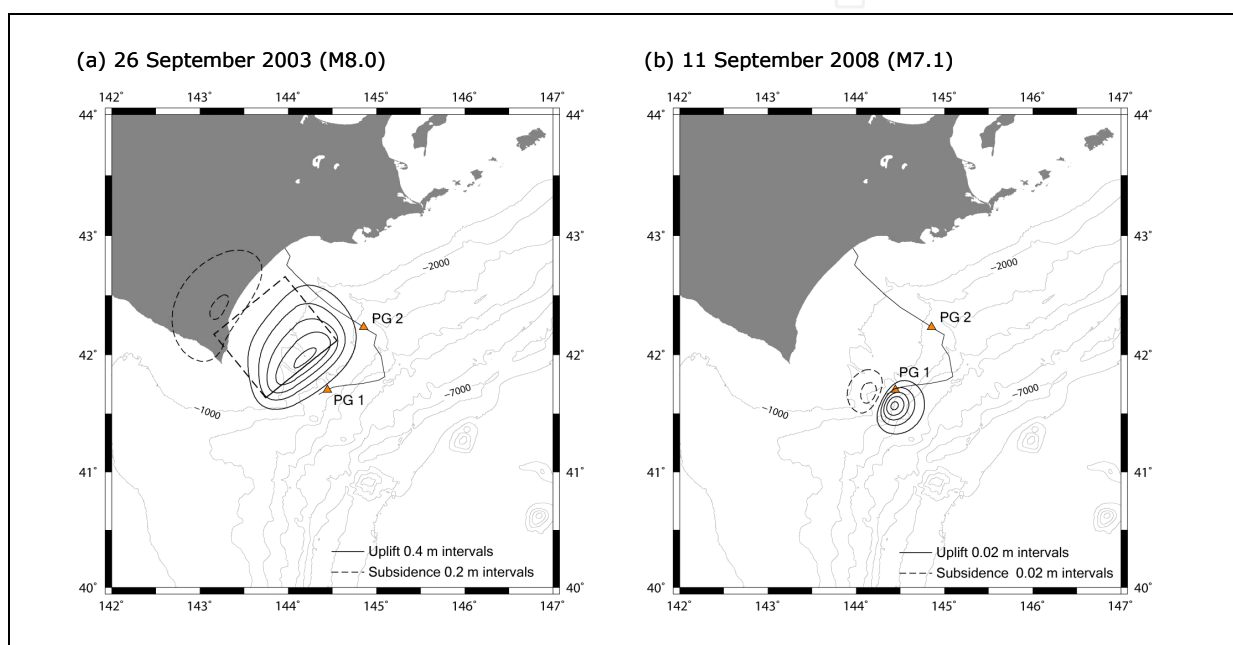 (a) 26 September 2003 (M8.0)
142˚ 143˚ 144˚ 145˚ 146˚ 147˚
44˚ 44˚
43˚ 43˚
−2000
PG 2
42˚ 42˚
PG 1
−7000
−1000
41˚ 41˚
Uplift 0.4 m intervals
Subsidence 0.2 m intervals
40˚ 40˚
142˚ 143˚ 144˚ 145˚ 146˚ 147˚
(b) 11 September 2008 (M7.1)
142˚ 143˚ 144˚ 145˚ 146˚ 147˚
44˚ 44˚
43˚ 43˚
−2000
PG 2
42˚ 42˚
PG 1
−7000
−1000
41˚ 41˚
Uplift 0.02 m intervals
Subsidence 0.02 m intervals
40˚ 40˚
142˚ 143˚ 144˚ 145˚ 146˚ 147˚